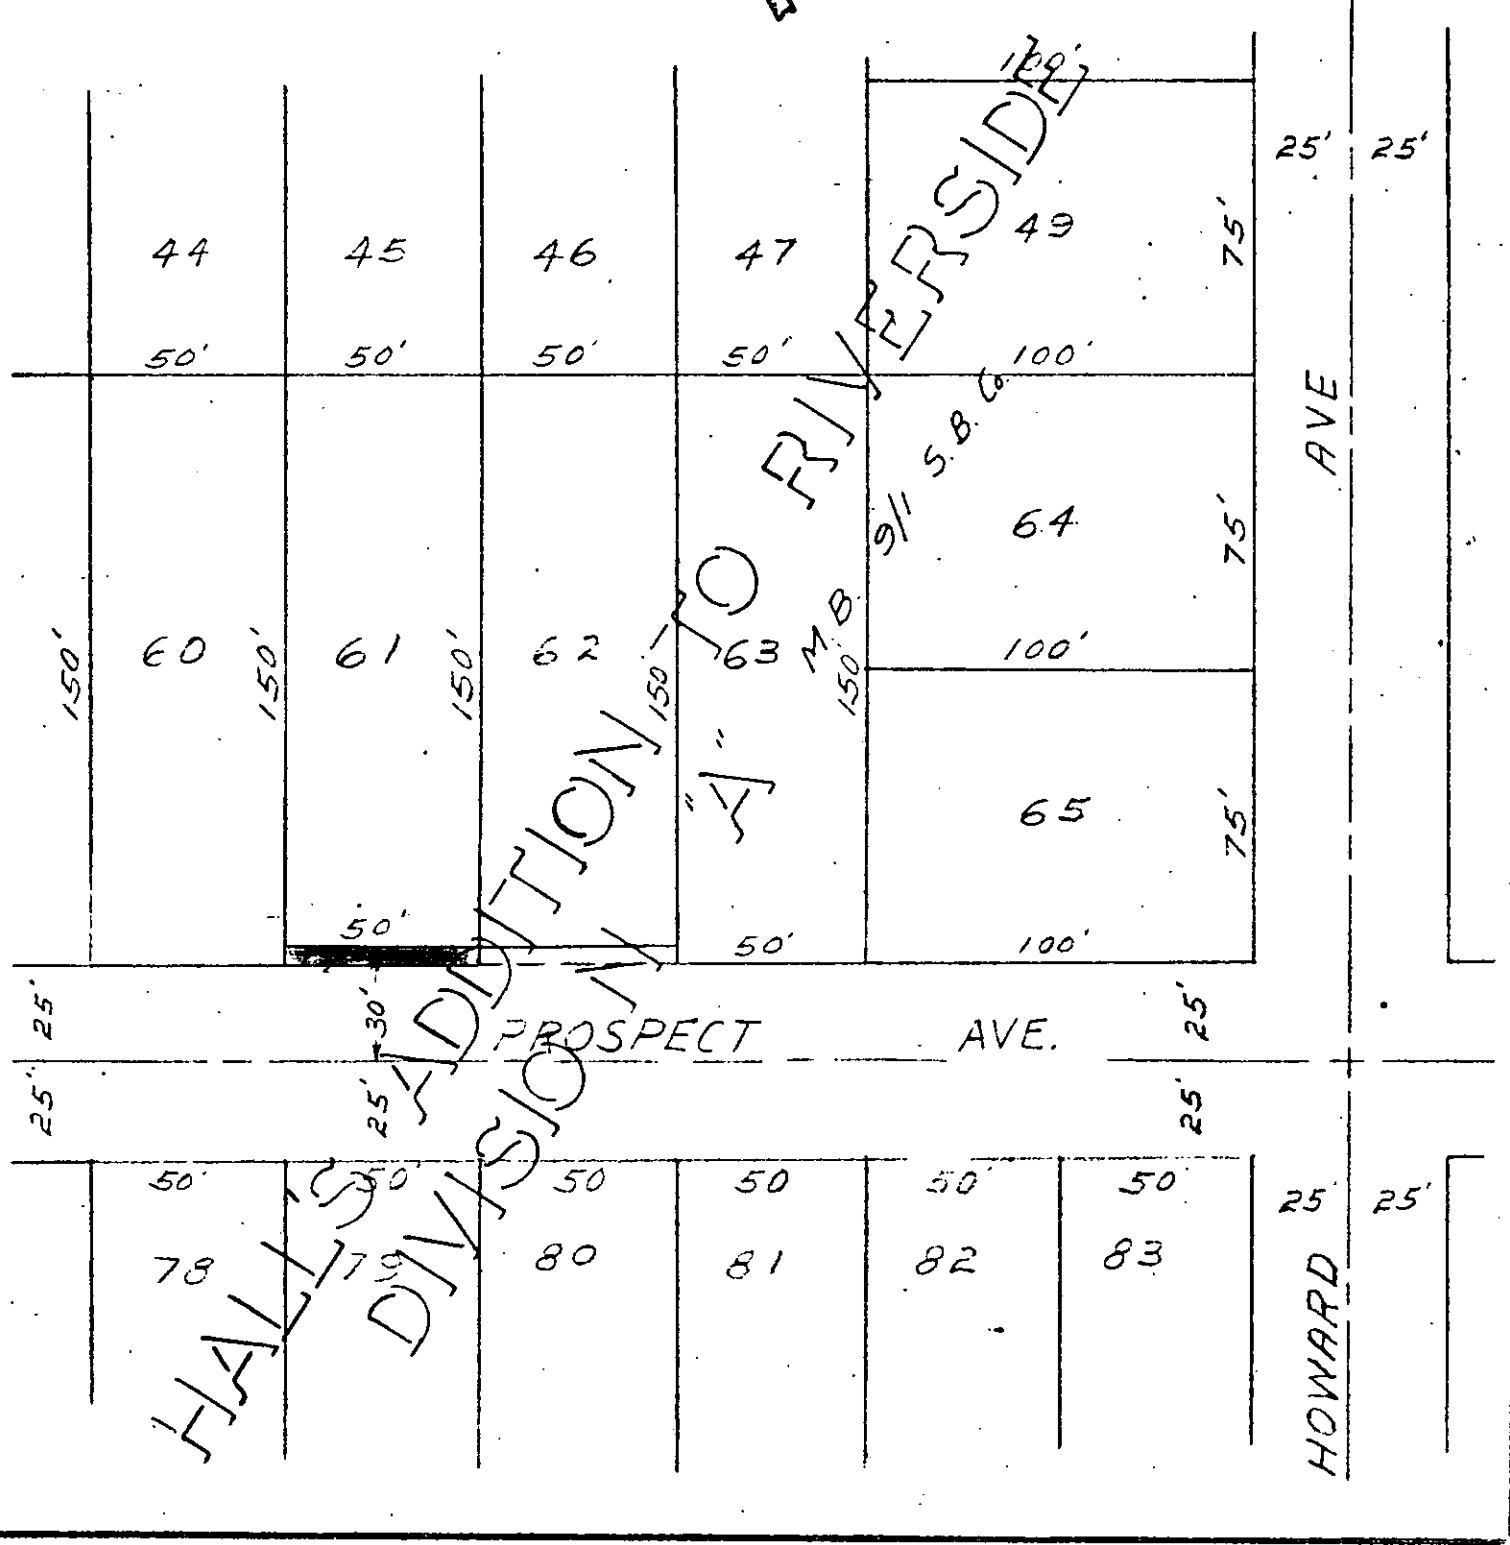 100'
25' 25'
44 45 46 47 49 75'
50' 50' 50' 50' 100'
AVE
64 75'
100'
150' 60 150' 61 150' 62 150' 63 150'
65 75'
50' 50' 100'
25' 30' 25'
PROSPECT AVE.
25' 25' 25'
50' 50' 50 50 50' 50' 25' 25'
78 79 80 81 82 83
HOWARD
HALL'S ADDITION TO RIVERSIDE
DIVISION "A"
M.B. 9/1 S.B. Co.